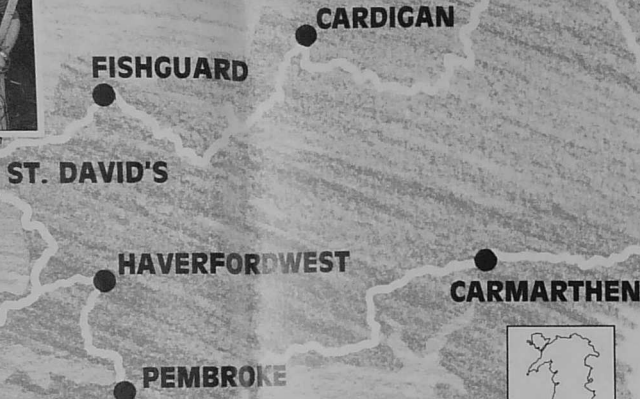 CARDIGAN
FISHGUARD
ST. DAVID'S
HAVERFORDWEST
CARMARTHEN
PEMBROKE